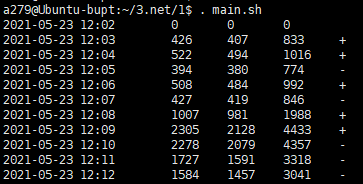 a279@Ubuntu-bupt:~/3.net/1$ . main.sh
2021-05-23 12:02 0 0 0
2021-05-23 12:03 426 407 833 +
2021-05-23 12:04 522 494 1016 +
2021-05-23 12:05 394 380 774 -
2021-05-23 12:06 508 484 992 +
2021-05-23 12:07 427 419 846 -
2021-05-23 12:08 1007 981 1988 +
2021-05-23 12:09 2305 2128 4433 +
2021-05-23 12:10 2278 2079 4357 -
2021-05-23 12:11 1727 1591 3318 -
2021-05-23 12:12 1584 1457 3041 -